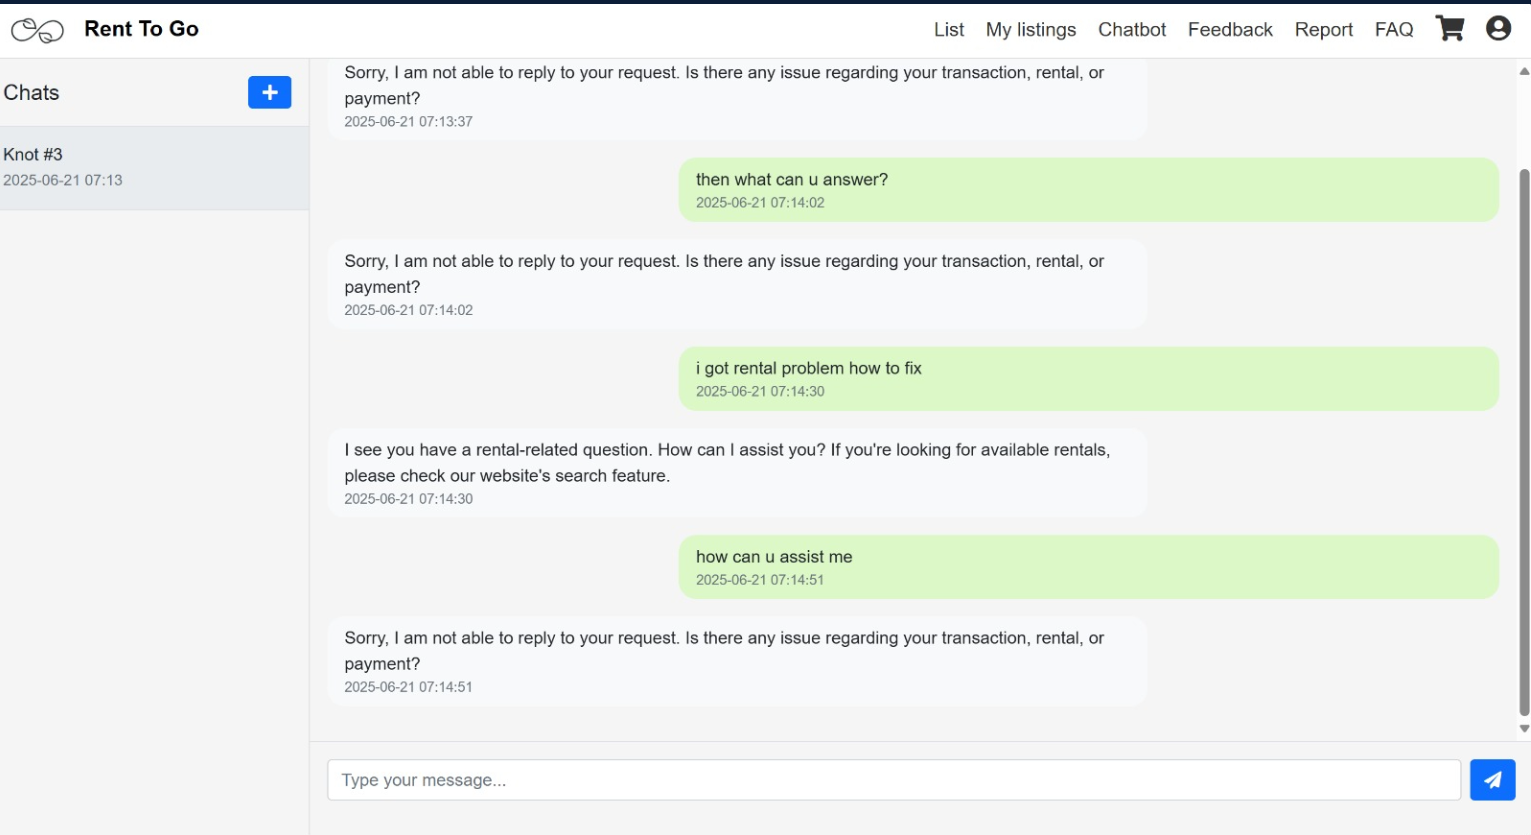 Rent To Go
List My listings Chatbot Feedback Report FAQ
Chats
Knot #3
2025-06-21 07:13
Sorry, I am not able to reply to your request. Is there any issue regarding your transaction, rental, or
payment?
2025-06-21 07:13:37
then what can u answer?
2025-06-21 07:14:02
Sorry, I am not able to reply to your request. Is there any issue regarding your transaction, rental, or
payment?
2025-06-21 07:14:02
i got rental problem how to fix
2025-06-21 07:14:30
I see you have a rental-related question. How can I assist you? If you're looking for available rentals,
please check our website's search feature.
2025-06-21 07:14:30
how can u assist me
2025-06-21 07:14:51
Sorry, I am not able to reply to your request. Is there any issue regarding your transaction, rental, or
payment?
2025-06-21 07:14:51
Type your message...